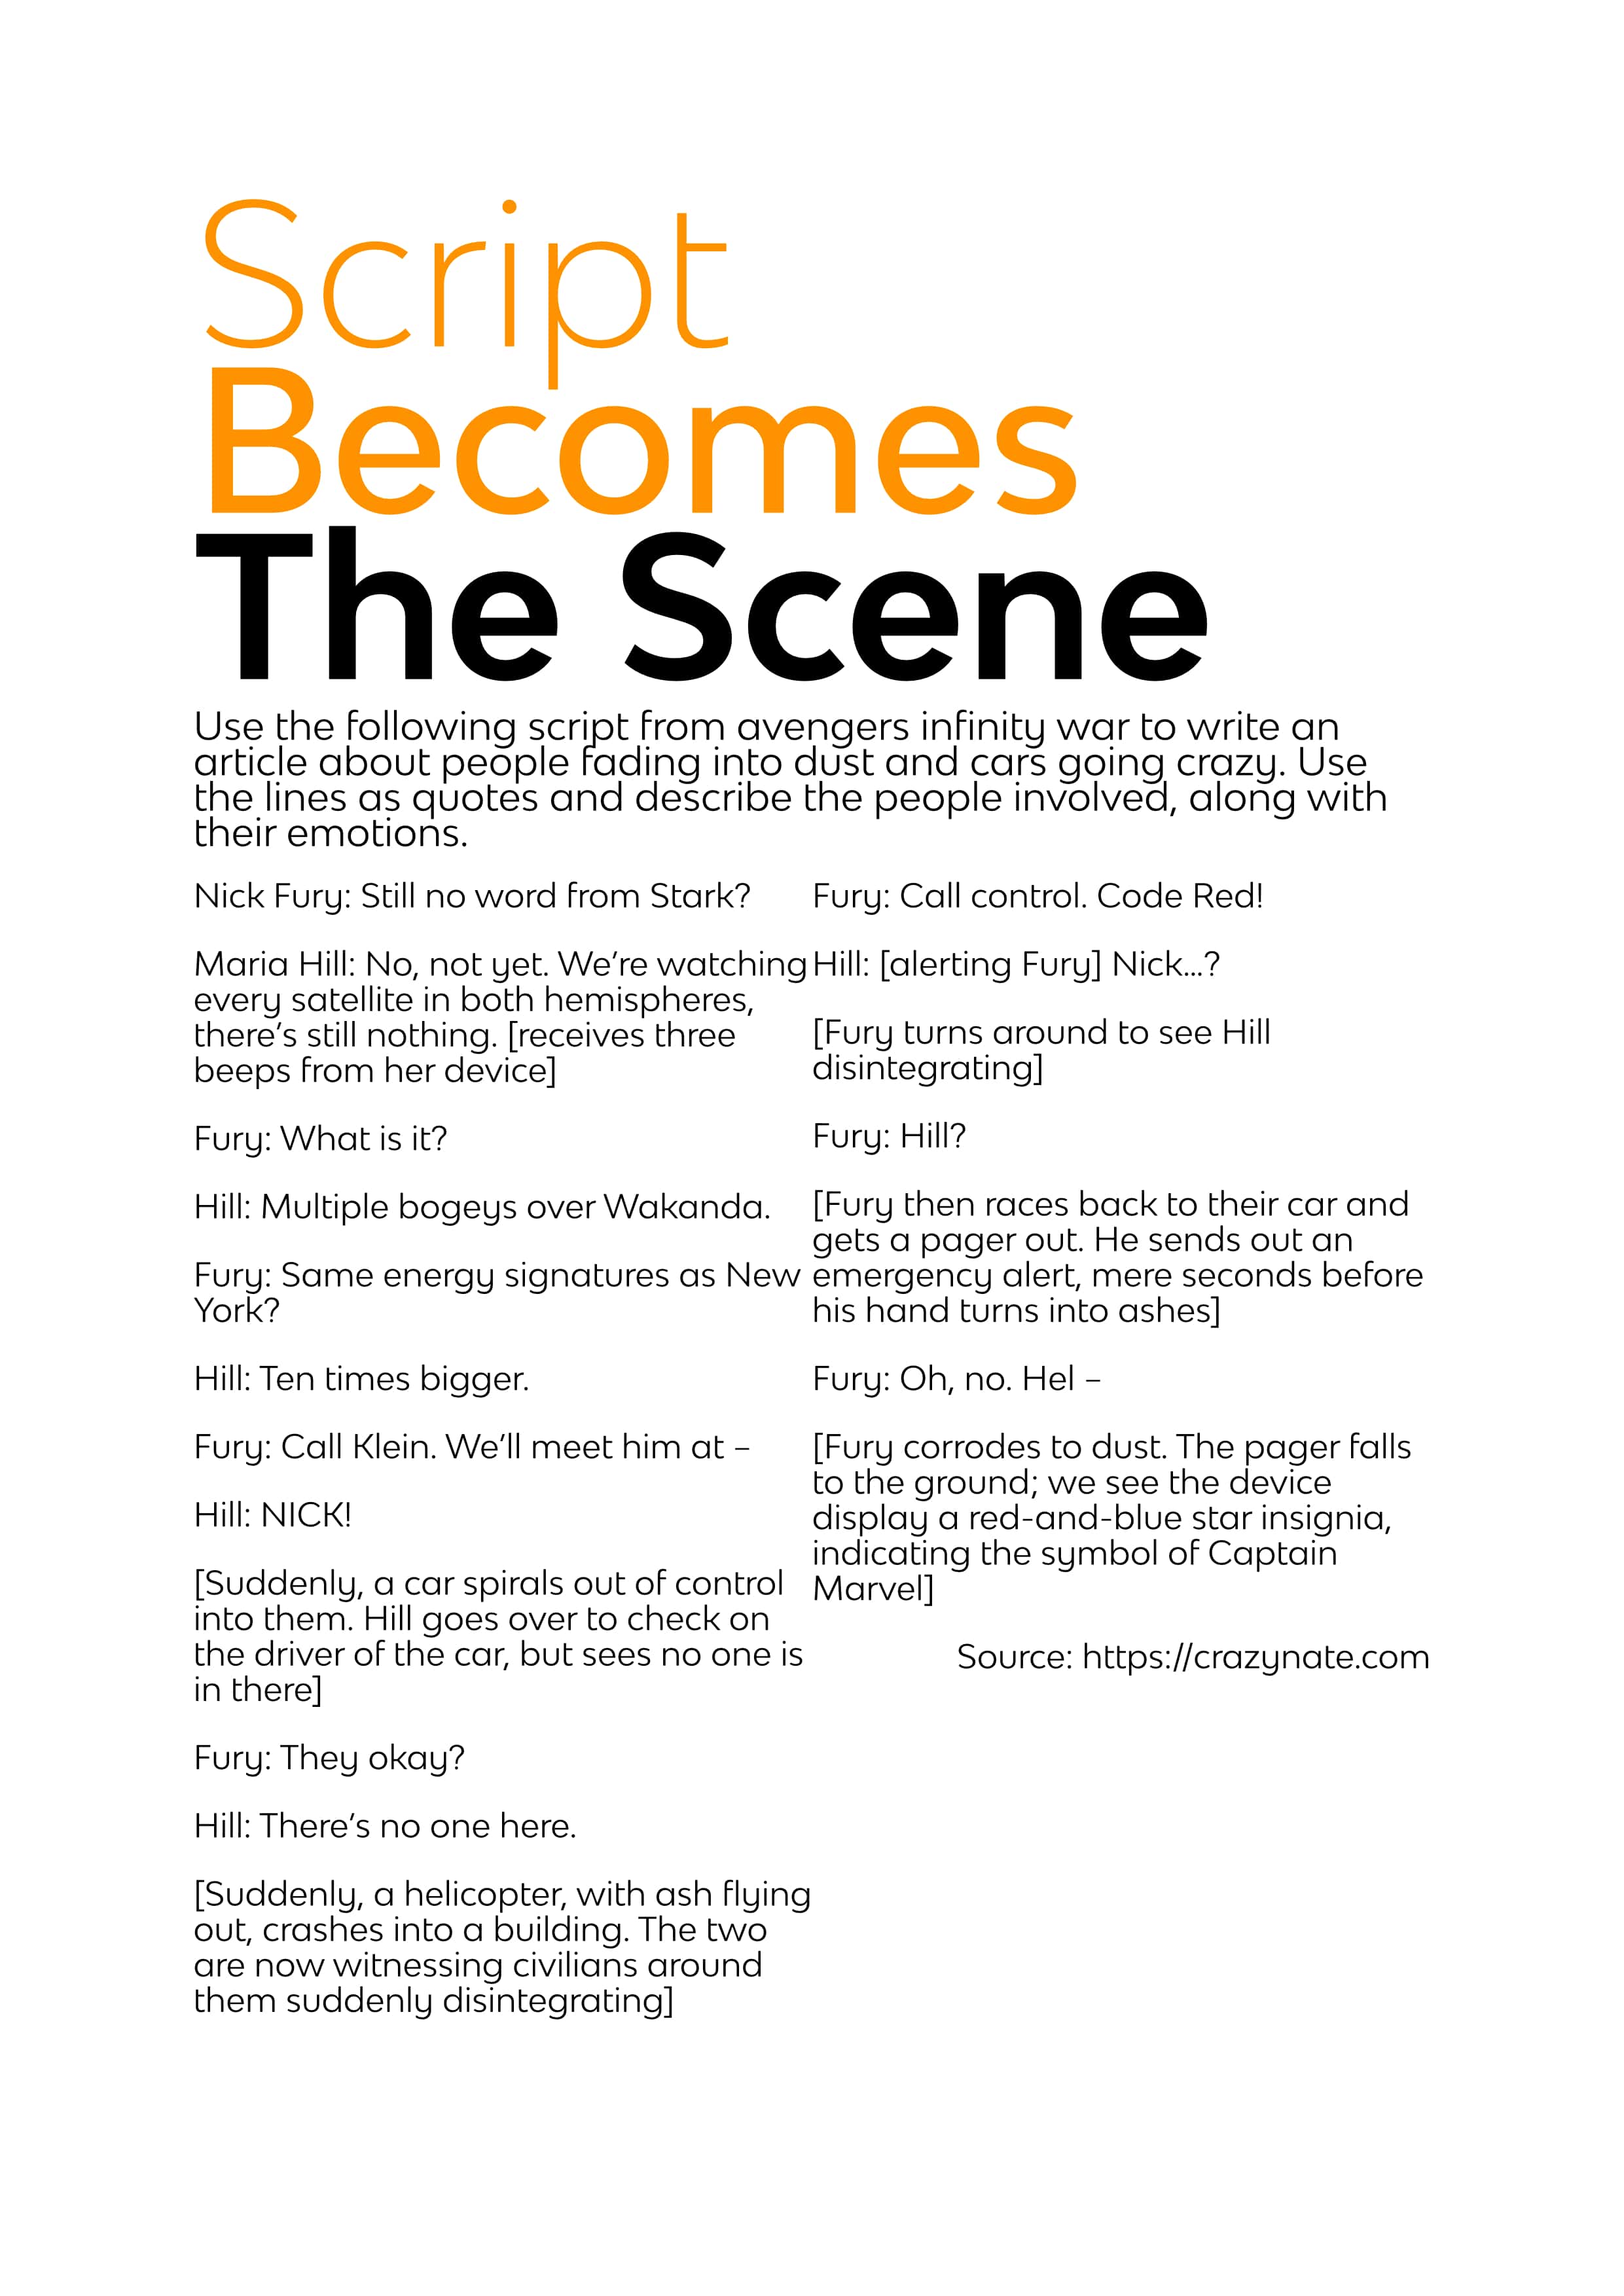 Script
Becomes
The Scene
Use the following script from avengers infinity war to write an
article about people fading into dust and cars going crazy. Use
the lines as quotes and describe the people involved, along with
their emotions.
Nick Fury: Still no word from Stark?
Maria Hill: No, not yet. We’re watching
every satellite in both hemispheres,
there’s still nothing. [receives three
beeps from her device]
Fury: What is it?
Hill: Multiple bogeys over Wakanda.
Fury: Same energy signatures as New
York?
Hill: Ten times bigger.
Fury: Call Klein. We’ll meet him at –
Hill: NICK!
[Suddenly, a car spirals out of control
into them. Hill goes over to check on
the driver of the car, but sees no one is
in there]
Fury: They okay?
Hill: There’s no one here.
[Suddenly, a helicopter, with ash flying
out, crashes into a building. The two
are now witnessing civilians around
them suddenly disintegrating]
Fury: Call control. Code Red!
Hill: [alerting Fury] Nick...?
[Fury turns around to see Hill
disintegrating]
Fury: Hill?
[Fury then races back to their car and
gets a pager out. He sends out an
emergency alert, mere seconds before
his hand turns into ashes]
Fury: Oh, no. Hel –
[Fury corrodes to dust. The pager falls
to the ground; we see the device
display a red-and-blue star insignia,
indicating the symbol of Captain
Marvel]
Source: https://crazynate.com